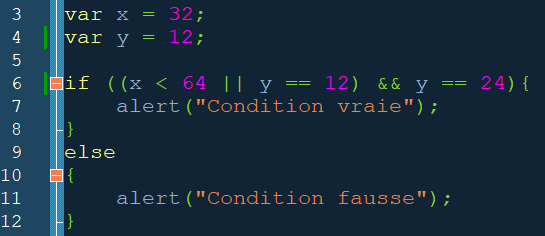 3 var x = 32;
4 var y = 12;
5
6 if ((x < 64 || y == 12) && y == 24){
7 alert("Condition vraie");
8 }
9 else
10 {
11 alert("Condition fausse");
12 }